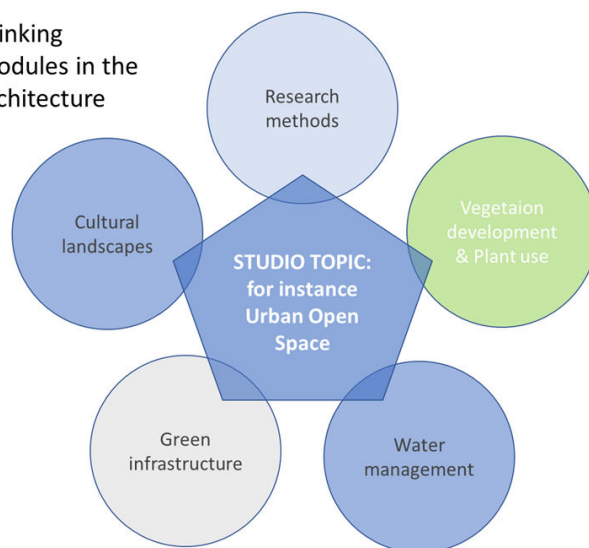 inking
odules in the
chitecture
Research
methods
Cultural
landscapes
Vegetaion
development
& Plant use
STUDIO TOPIC:
for instance
Urban Open
Space
Green
infrastructure
Water
management